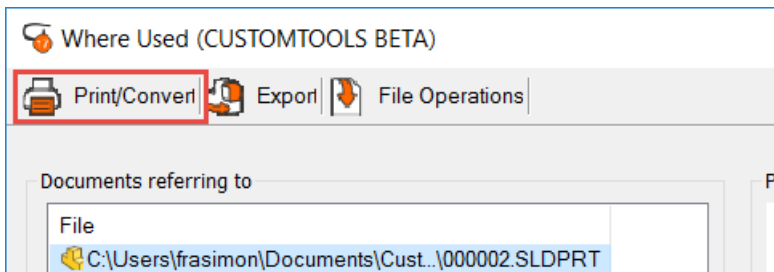 Where Used (CUSTOMTOOLS BETA)
Print/Convert Export File Operations
Documents referring to P
File
C:\Users\frasimon\Documents\Cust...\000002.SLDPRT